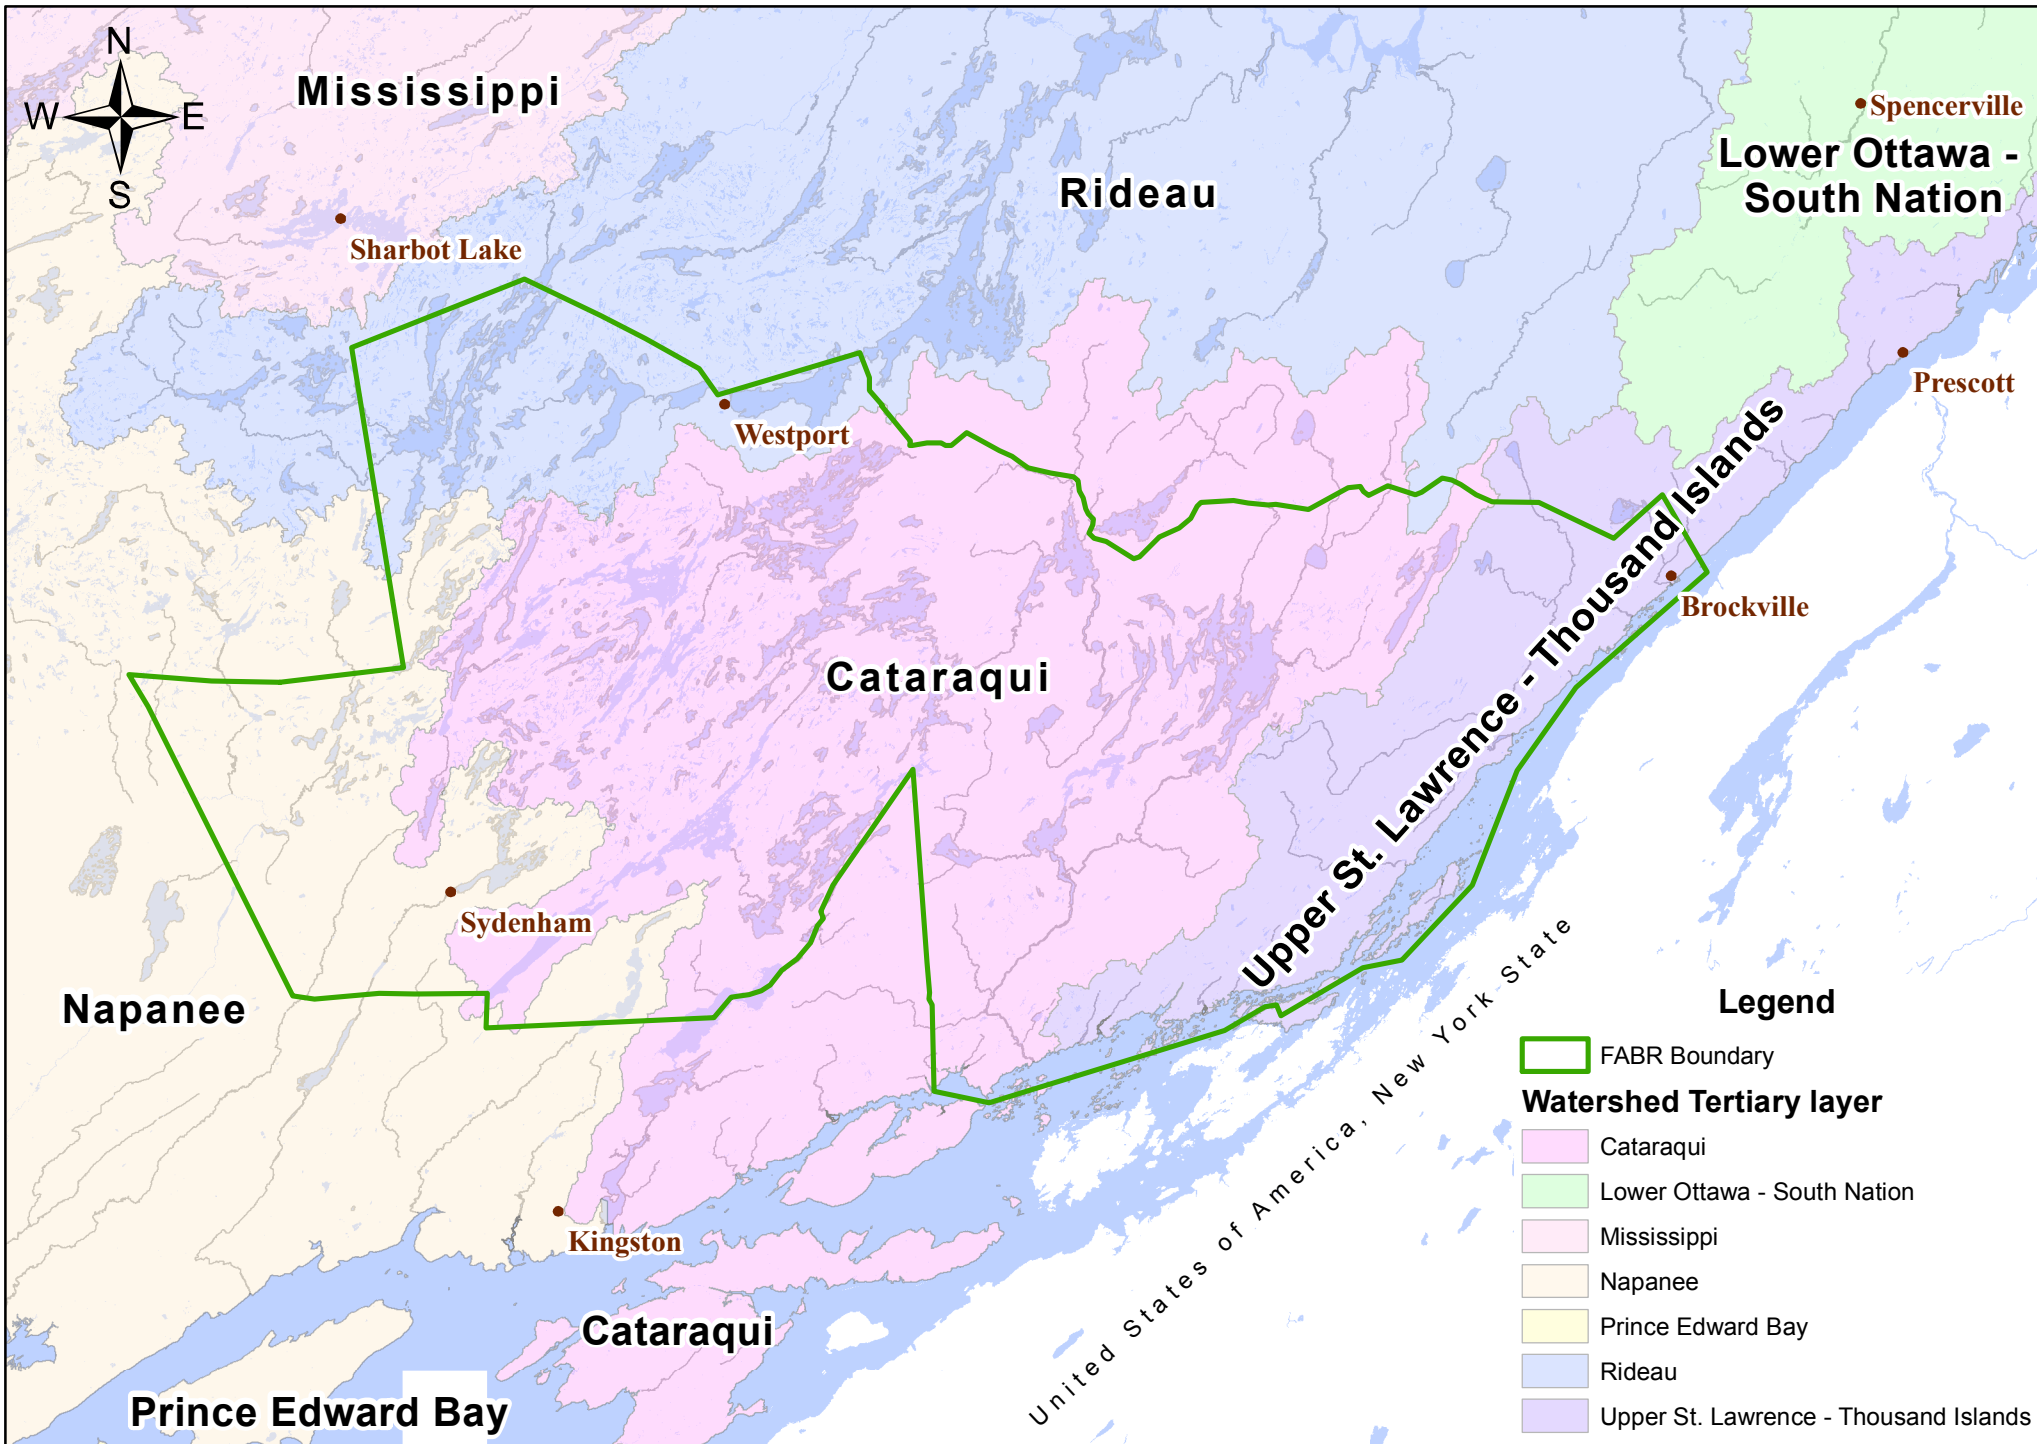 N
W E
S
Mississippi
Rideau
Spencerville
Lower Ottawa -
South Nation
Sharbot Lake
Prescott
Westport
Upper St. Lawrence - Thousand Islands
Brockville
Cataraqui
Sydenham
Napanee
United States of America, New York State
Kingston
Cataraqui
Prince Edward Bay
Legend
FABR Boundary
Watershed Tertiary layer
Cataraqui
Lower Ottawa - South Nation
Mississippi
Napanee
Prince Edward Bay
Rideau
Upper St. Lawrence - Thousand Islands